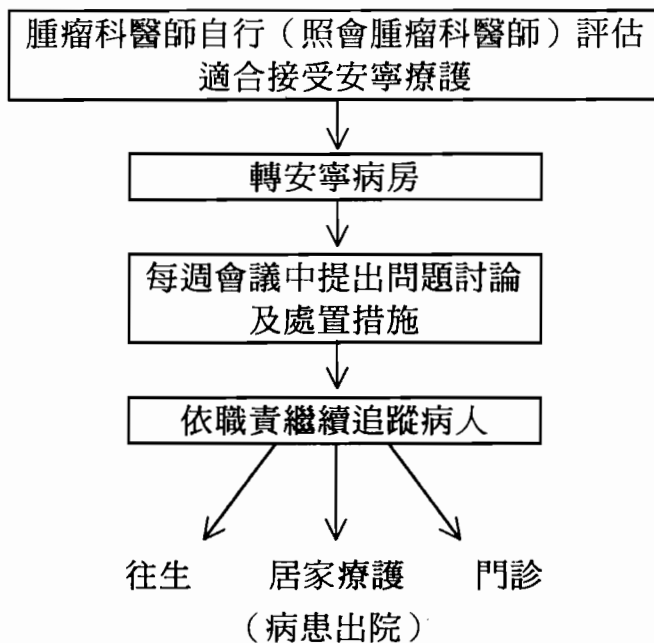 腫瘤科醫師自行（照會腫瘤科醫師）評估
適合接受安寧療護
轉安寧病房
每週會議中提出問題討論
及處置措施
依職責繼續追蹤病人
往生 居家療護 門診
（病患出院）